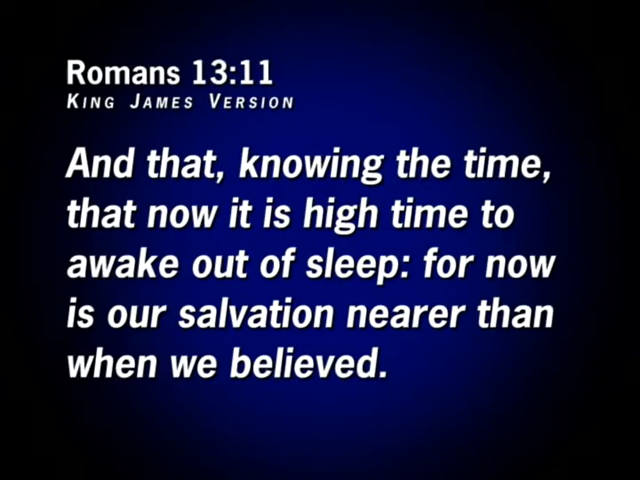 Romans 13:11
King James Version
And that, knowing the time,
that now it is high time to
awake out of sleep: for now
is our salvation nearer than
when we believed.